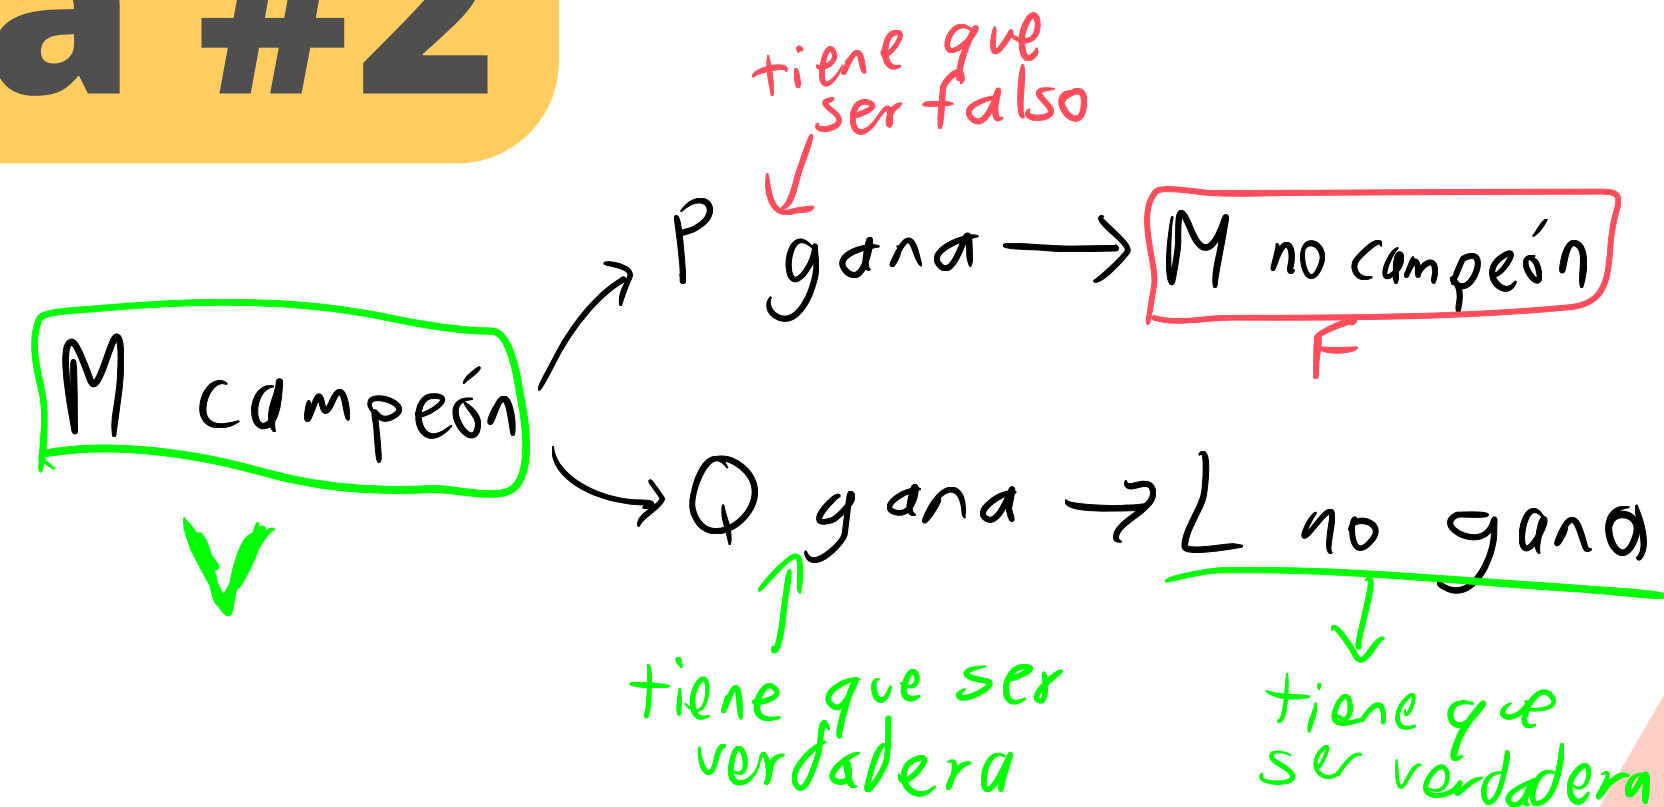 a #2
tiene que
ser falso
P gana → M no campeón
F
M campeón
V
Q gana → L no gana
tiene que ser
verdadera
tiene que
ser verdadera